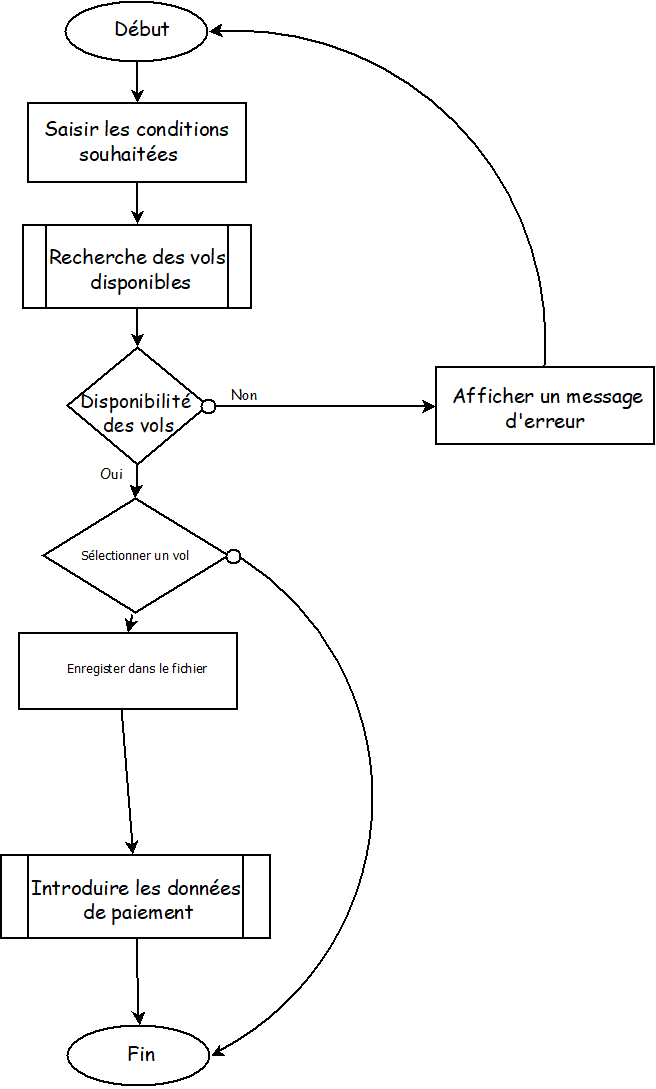 Début
Saisir les conditions
souhaitées
Recherche des vols
disponibles
Disponibilité
des vols
Non
Afficher un message
d'erreur
Oui
Sélectionner un vol
Enregister dans le fichier
Introduire les données
de paiement
Fin